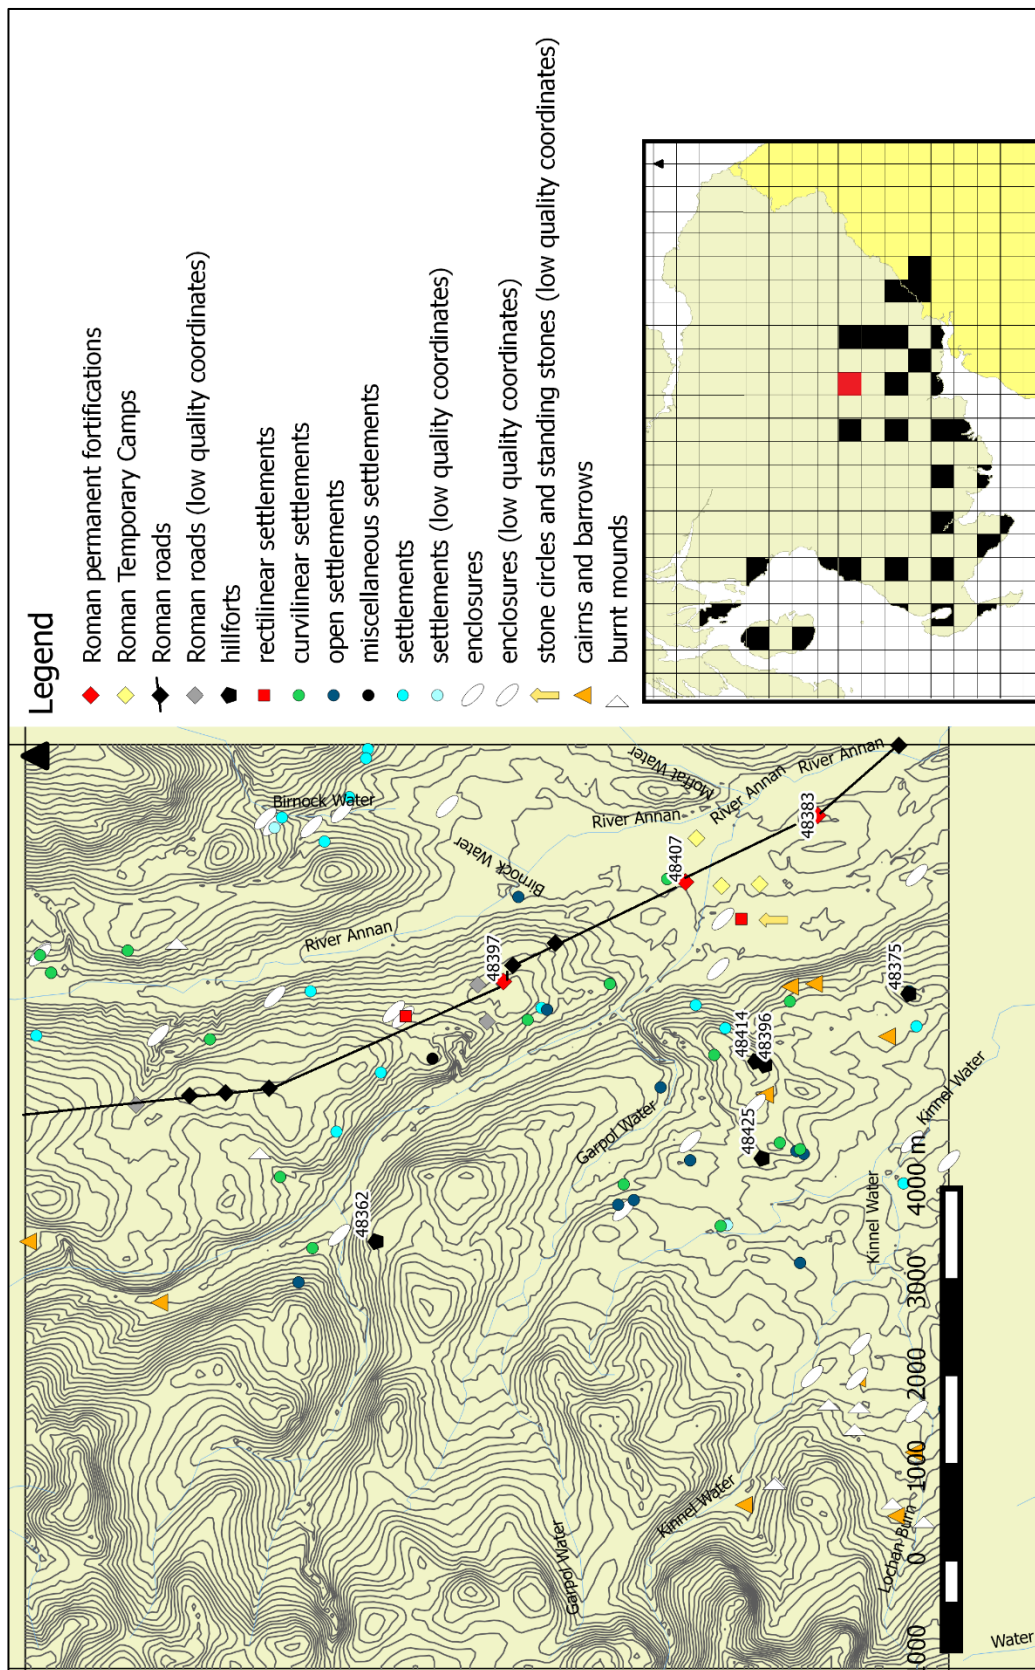 Legend
Roman permanent fortifications
Roman Temporary Camps
Roman roads
Roman roads (low quality coordinates)
hillforts
rectilinear settlements
curvilinear settlements
open settlements
miscellaneous settlements
settlements
settlements (low quality coordinates)
enclosures
enclosures (low quality coordinates)
stone circles and standing stones (low quality coordinates)
cairns and barrows
burnt mounds
Birnock Water
River Annan
Birnock Water
River Annan
Moffat Water
River Annan
River Annan
48397
48407
48383
48362
Garpol Water
48414
48396
48425
48375
Kinnel Water
Kinnel Water
Garpol Water
Kinnel Water
Lochan Burn
Water
000
0
1000
2000
3000
4000 m